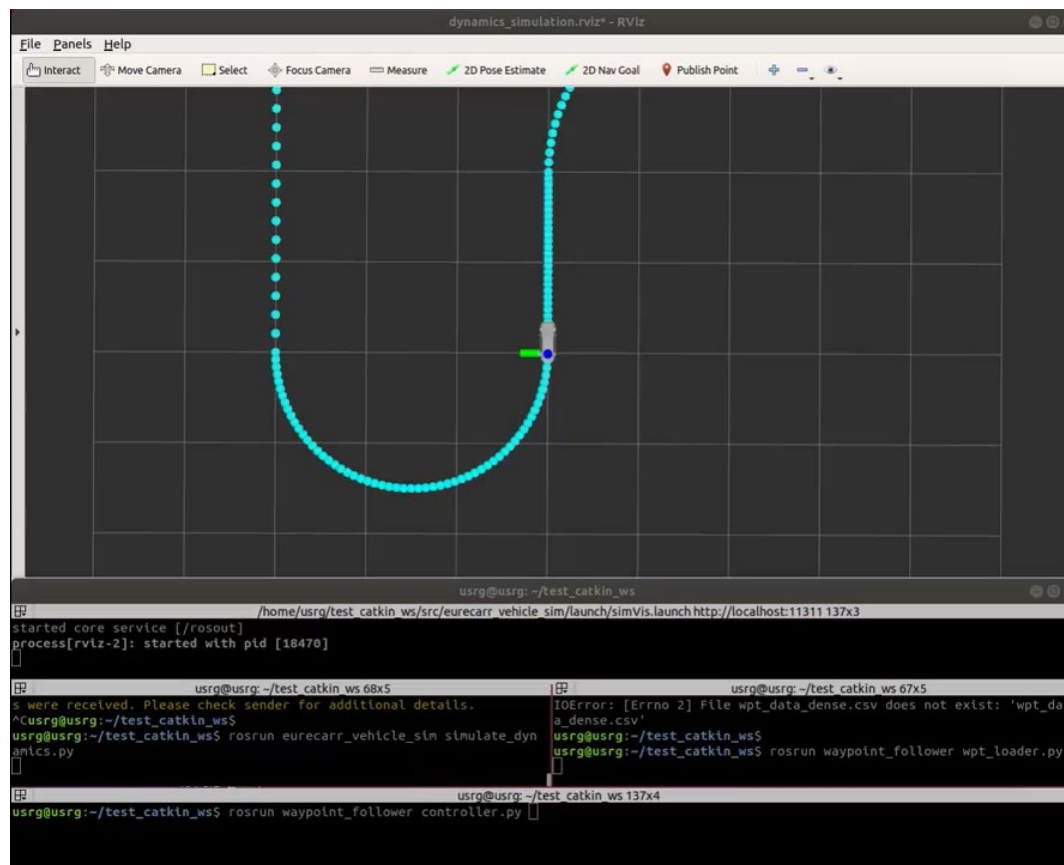 dynamics_simulation.rviz* - RViz
File Panels Help
Interact Move Camera Select Focus Camera Measure 2D Pose Estimate 2D Nav Goal Publish Point
usrg@usrg: ~/test_catkin_ws
/home/usrg/test_catkin_ws/src/eurecarr_vehicle_sim/launch/simVis.launch http://localhost:11311 137x3
started core service [/rosout]
process[rviz-2]: started with pid [18470]
usrg@usrg: ~/test_catkin_ws 68x5
s were received. Please check sender for additional details.
^Cusrg@usrg:~/test_catkin_ws$
usrg@usrg:~/test_catkin_ws$ rosrun eurecarr_vehicle_sim simulate_dyn
amics.py
usrg@usrg: ~/test_catkin_ws 67x5
IOError: [Errno 2] File wpt_data_dense.csv does not exist: 'wpt_dat
a_dense.csv'
usrg@usrg:~/test_catkin_ws$
usrg@usrg:~/test_catkin_ws$ rosrun waypoint_follower wpt_loader.py
usrg@usrg: ~/test_catkin_ws 137x4
usrg@usrg:~/test_catkin_ws$ rosrun waypoint_follower controller.py